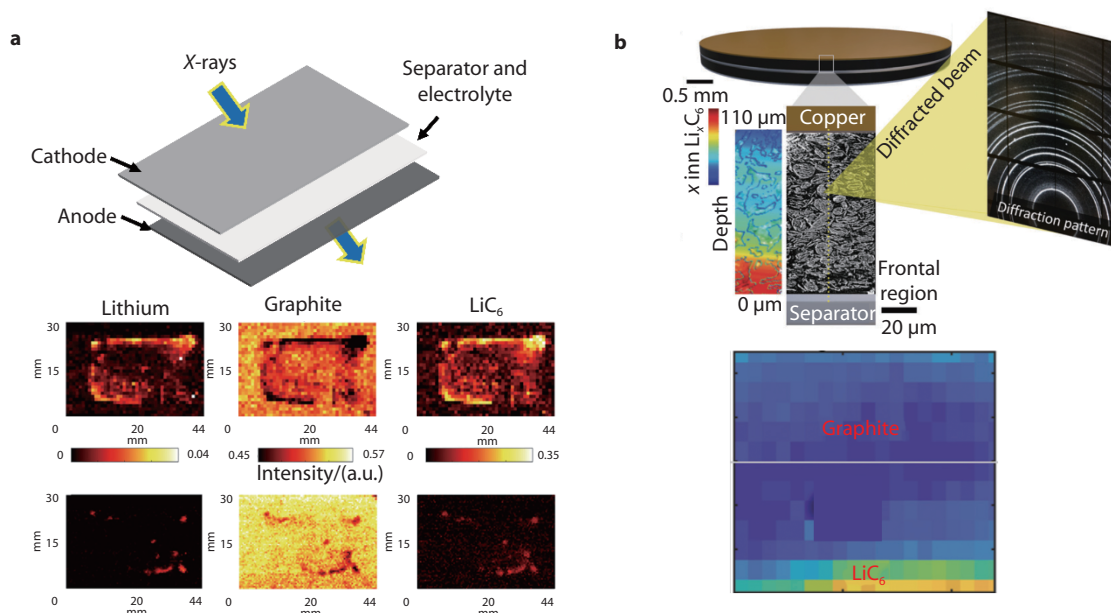 a
X-rays
Separator and
electrolyte
Cathode
Anode
Lithium
Graphite
LiC₆
30
15
0
mm
20
44
mm
30
15
0
mm
20
44
mm
30
15
0
mm
20
44
mm
0
0.04
0.45
0.57
0
0.35
Intensity/(a.u.)
30
15
0
mm
20
44
mm
30
15
0
mm
20
44
mm
30
15
0
mm
20
44
mm
b
0.5 mm
x inn LiₓC₆
110 μm
Depth
0 μm
Copper
Separator
Diffracted beam
Diffraction pattern
Frontal
region
20 μm
Graphite
LiC₆